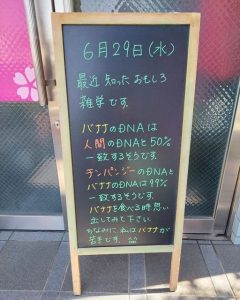 6月29日(水)
最近知ったおもしろ
雑学です。
バナナのDNAは
人間のDNAと50%
一致するそうです。
チンパンジーのDNAと
バナナのDNAは99%
一致するそうです。
バナナを食べる時思い
出してみて下さい。
ちなみに、私はバナナが
苦手です。^^